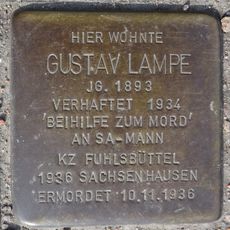 HIER WOHNTE
GUSTAV LAMPE
JG. 1893
VERHAFTET 1934
'BEIHILFE ZUM MORD'
AN SA-MANN
KZ FUHLSBÜTTEL
1936 SACHSENHAUSEN
ERMORDET 10.11.1936